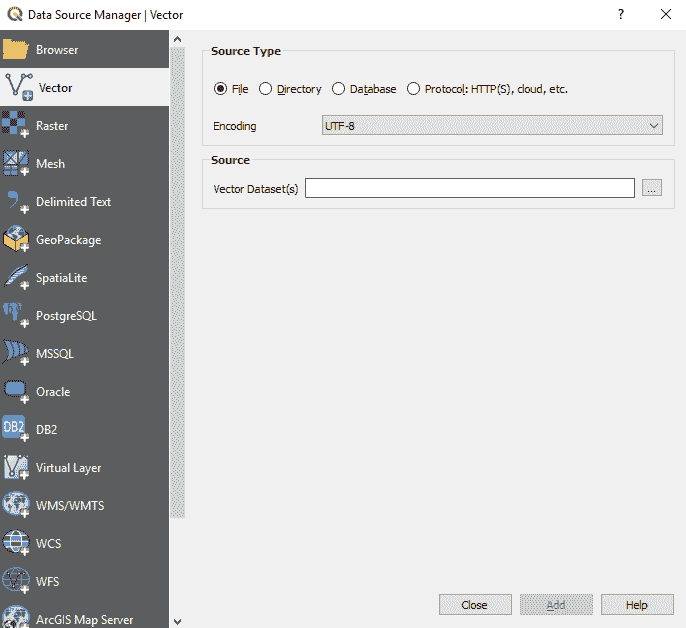 Data Source Manager | Vector
?
Browser
Vector
Raster
Mesh
Delimited Text
GeoPackage
SpatiaLite
PostgreSQL
MSSQL
Oracle
DB2
DB2
Virtual Layer
WMS/WMTS
WCS
WFS
ArcGIS Map Server
Source Type
File Directory Database Protocol: HTTP(S), cloud, etc.
Encoding UTF-8
Source
Vector Dataset(s) ...
Close Add Help